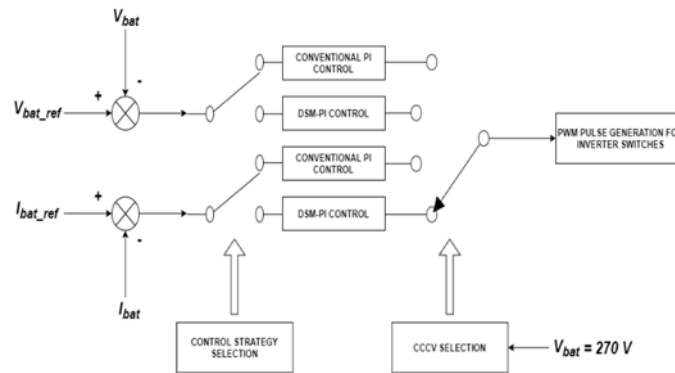 V_bat
-
CONVENTIONAL PI
CONTROL
+
V_bat_ref
DSM-PI CONTROL
PWM PULSE GENERATION FO
INVERTER SWITCHES
CONVENTIONAL PI
CONTROL
+
I_bat_ref
DSM-PI CONTROL
-
I_bat
CONTROL STRATEGY
SELECTION
CCCV SELECTION
V_bat = 270 V